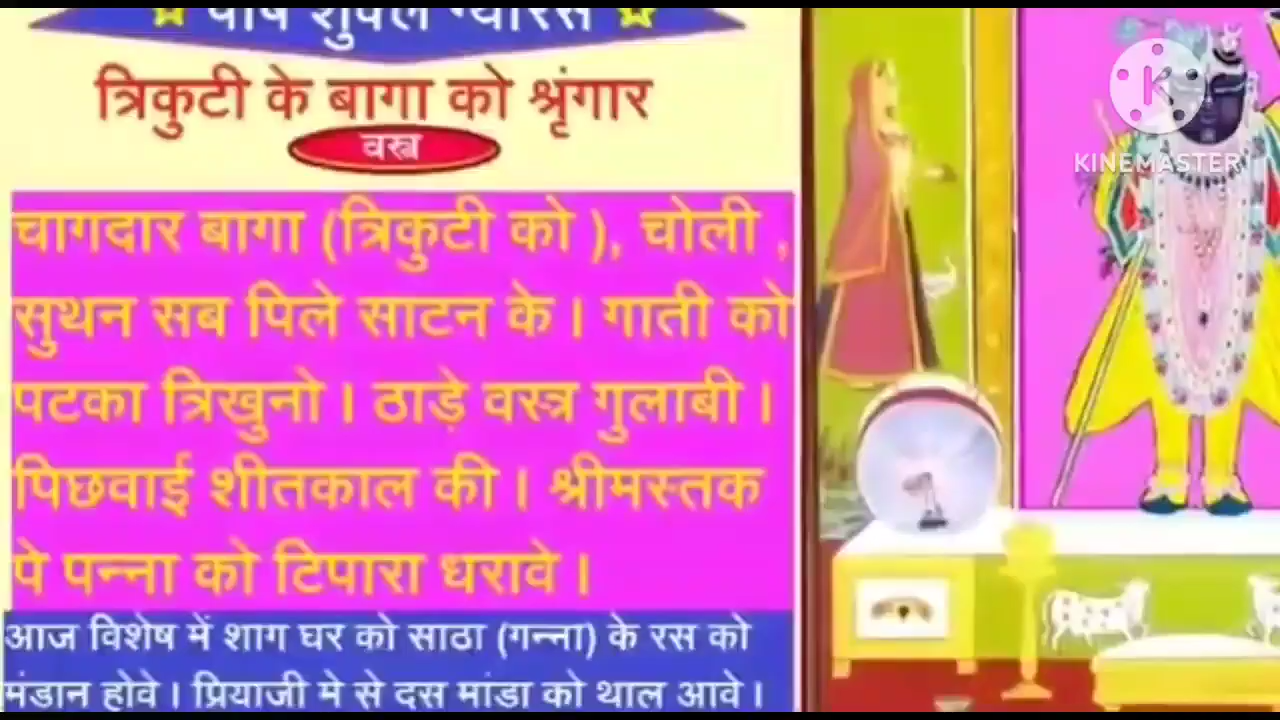 पौष शुक्ल ग्यारस
त्रिकुटी के बागा को श्रृंगार
वस्त्र
चागदार बागा (त्रिकुटी को ), चोली ,
सुथन सब पिले साटन के । गाती को
पटका त्रिखुनो । ठाड़े वस्त्र गुलाबी ।
पिछवाई शीतकाल की । श्रीमस्तक
पे पन्ना को टिपारा धरावे ।
आज विशेष में शाग घर को साठा (गन्ना) के रस को
मंडान होवे । प्रियाजी मे से दस मांडा को थाल आवे ।
K
KINEMASTER